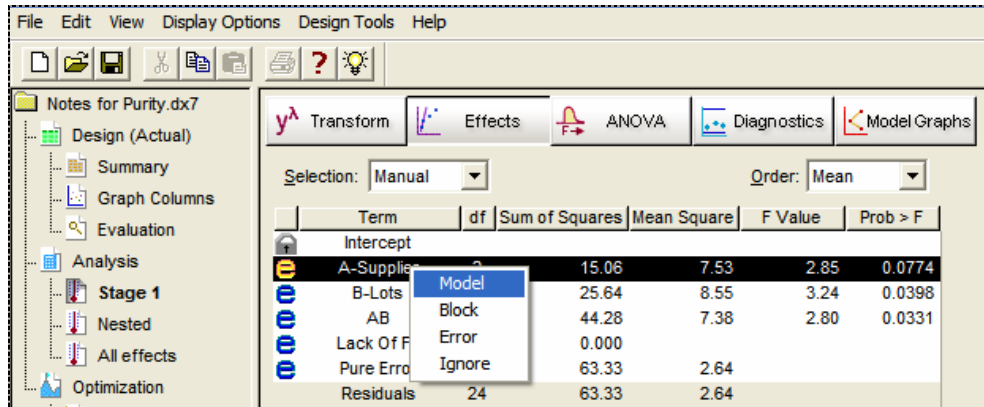 File Edit View Display Options Design Tools Help
Notes for Purity.dx7
Design (Actual)
Summary
Graph Columns
Evaluation
Analysis
Stage 1
Nested
All effects
Optimization
yλ Transform Effects F ANOVA Diagnostics Model Graphs
Selection: Manual Order: Mean
Term df Sum of Squares Mean Square F Value Prob > F
Intercept
e A-Supplie 15.06 7.53 2.85 0.0774
e B-Lots 25.64 8.55 3.24 0.0398
e AB 44.28 7.38 2.80 0.0331
e Lack Of F 0.000
e Pure Erro 63.33 2.64
Residuals 24 63.33 2.64
Model
Block
Error
Ignore